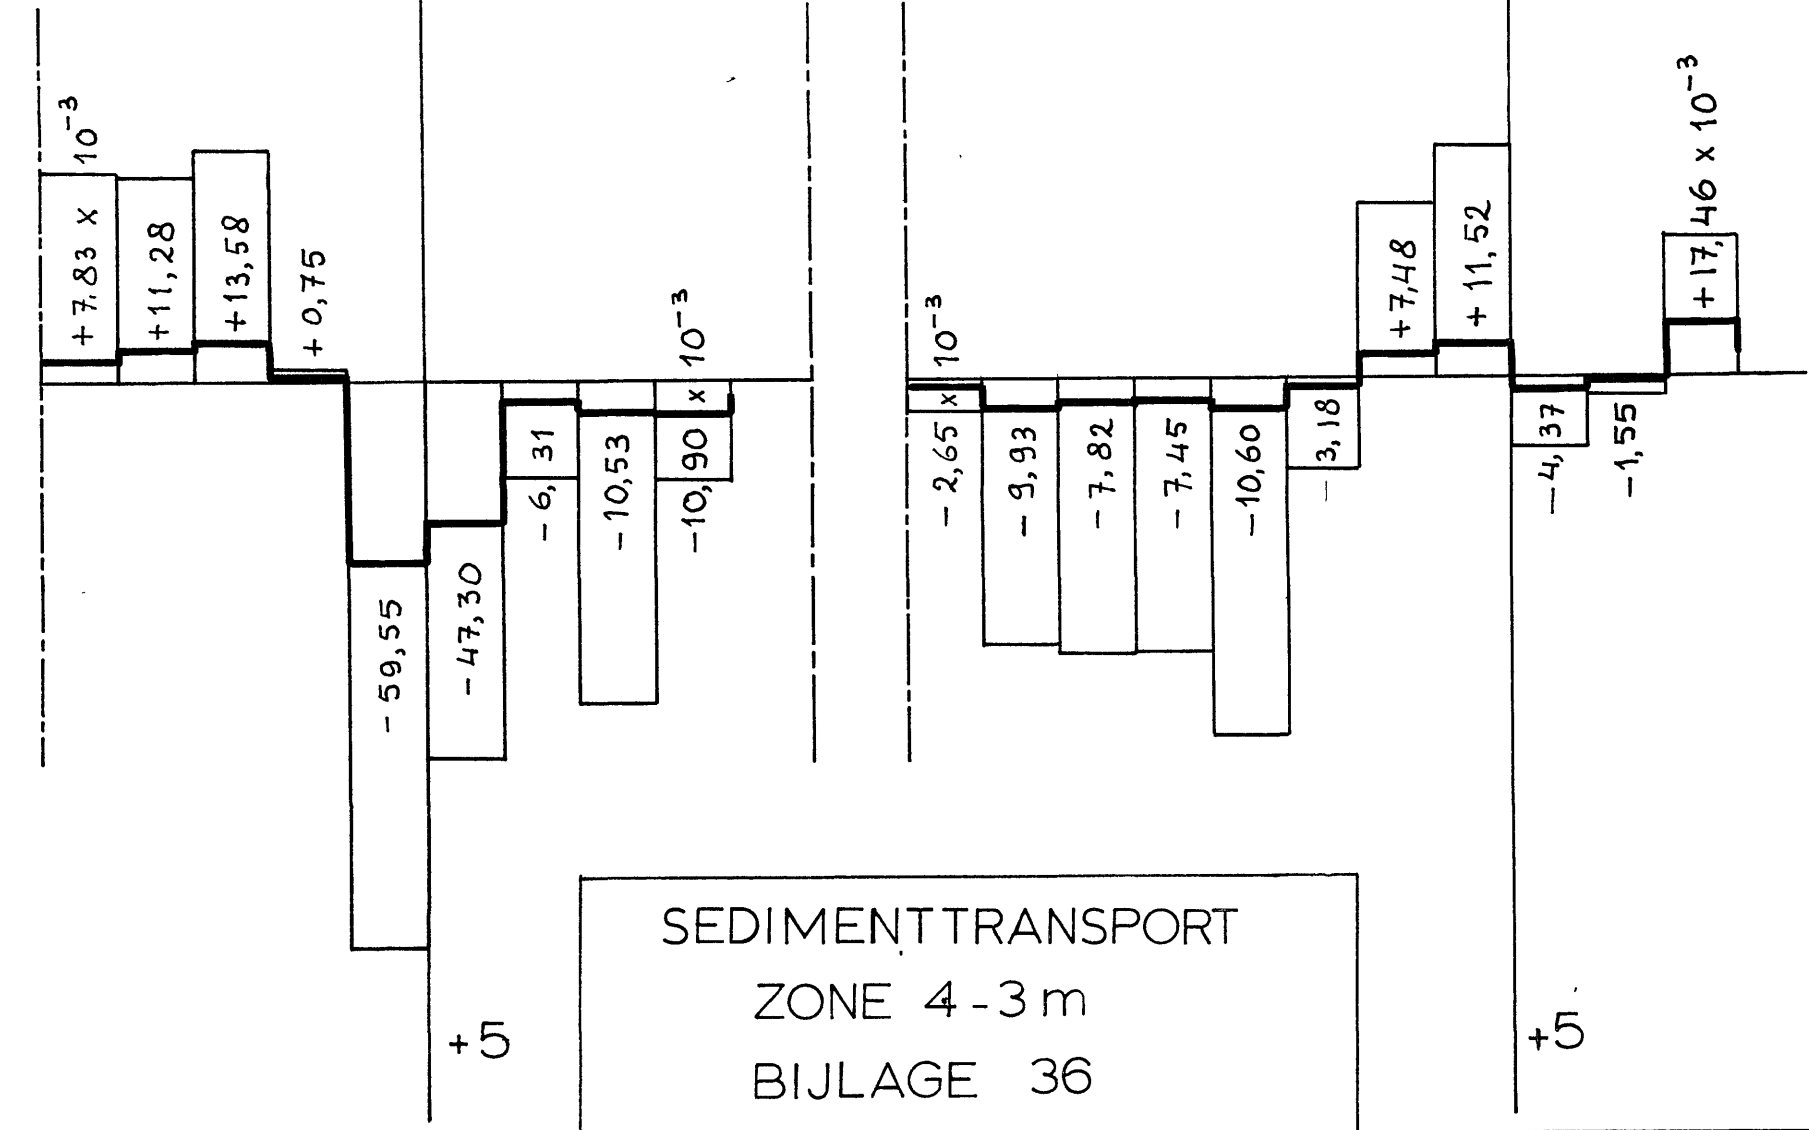 +7.83 x 10⁻³
+11,28
+13,58
+0,75
-59,55
-47,30
-6,31
-10,53
-10,90 x 10⁻³
-2,65 x 10⁻³
-9,93
-7,82
-7,45
-10,60
-3,18
+7,48
+11,52
-4,37
-1,55
+17,46 x 10⁻³
+5
+5
SEDIMENTTRANSPORT
ZONE 4-3m
BIJLAGE 36